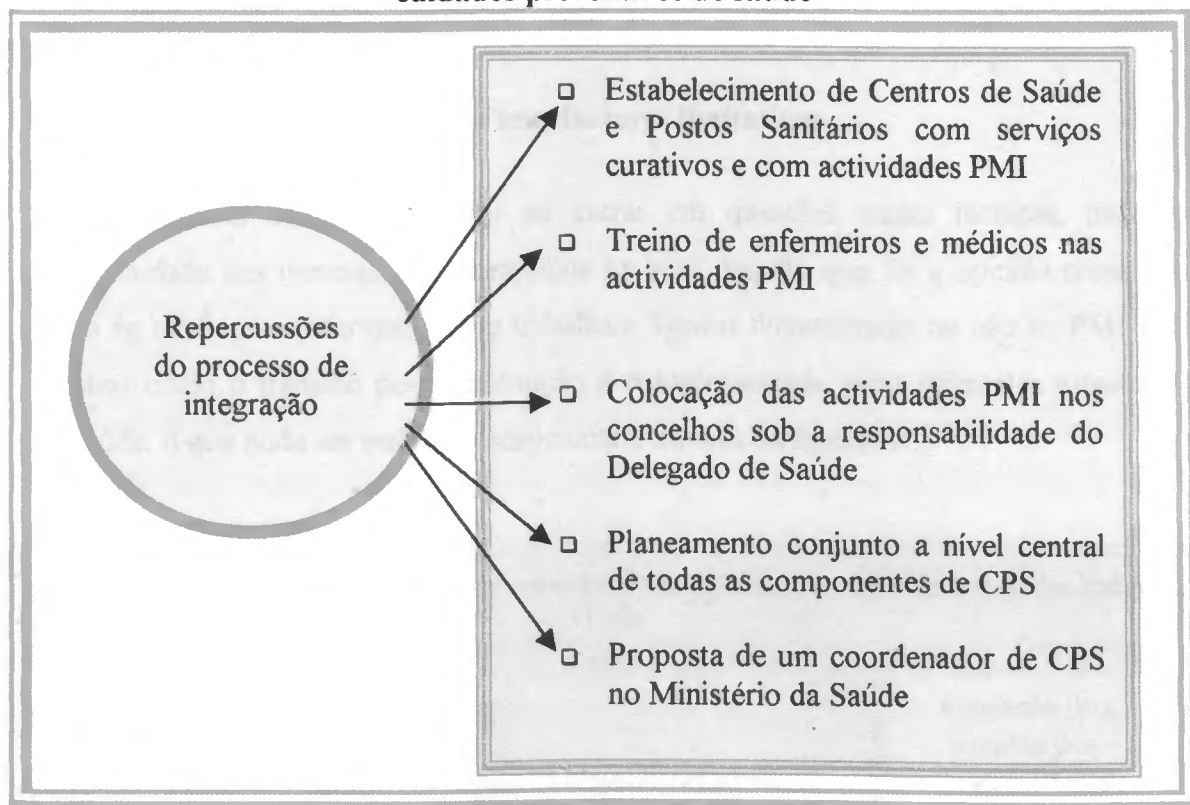 Repercussões
do processo de
integração
□ Estabelecimento de Centros de Saúde
e Postos Sanitários com serviços
curativos e com actividades PMI
□ Treino de enfermeiros e médicos nas
actividades PMI
□ Colocação das actividades PMI nos
concelhos sob a responsabilidade do
Delegado de Saúde
□ Planeamento conjunto a nível central
de todas as componentes de CPS
□ Proposta de um coordenador de CPS
no Ministério da Saúde